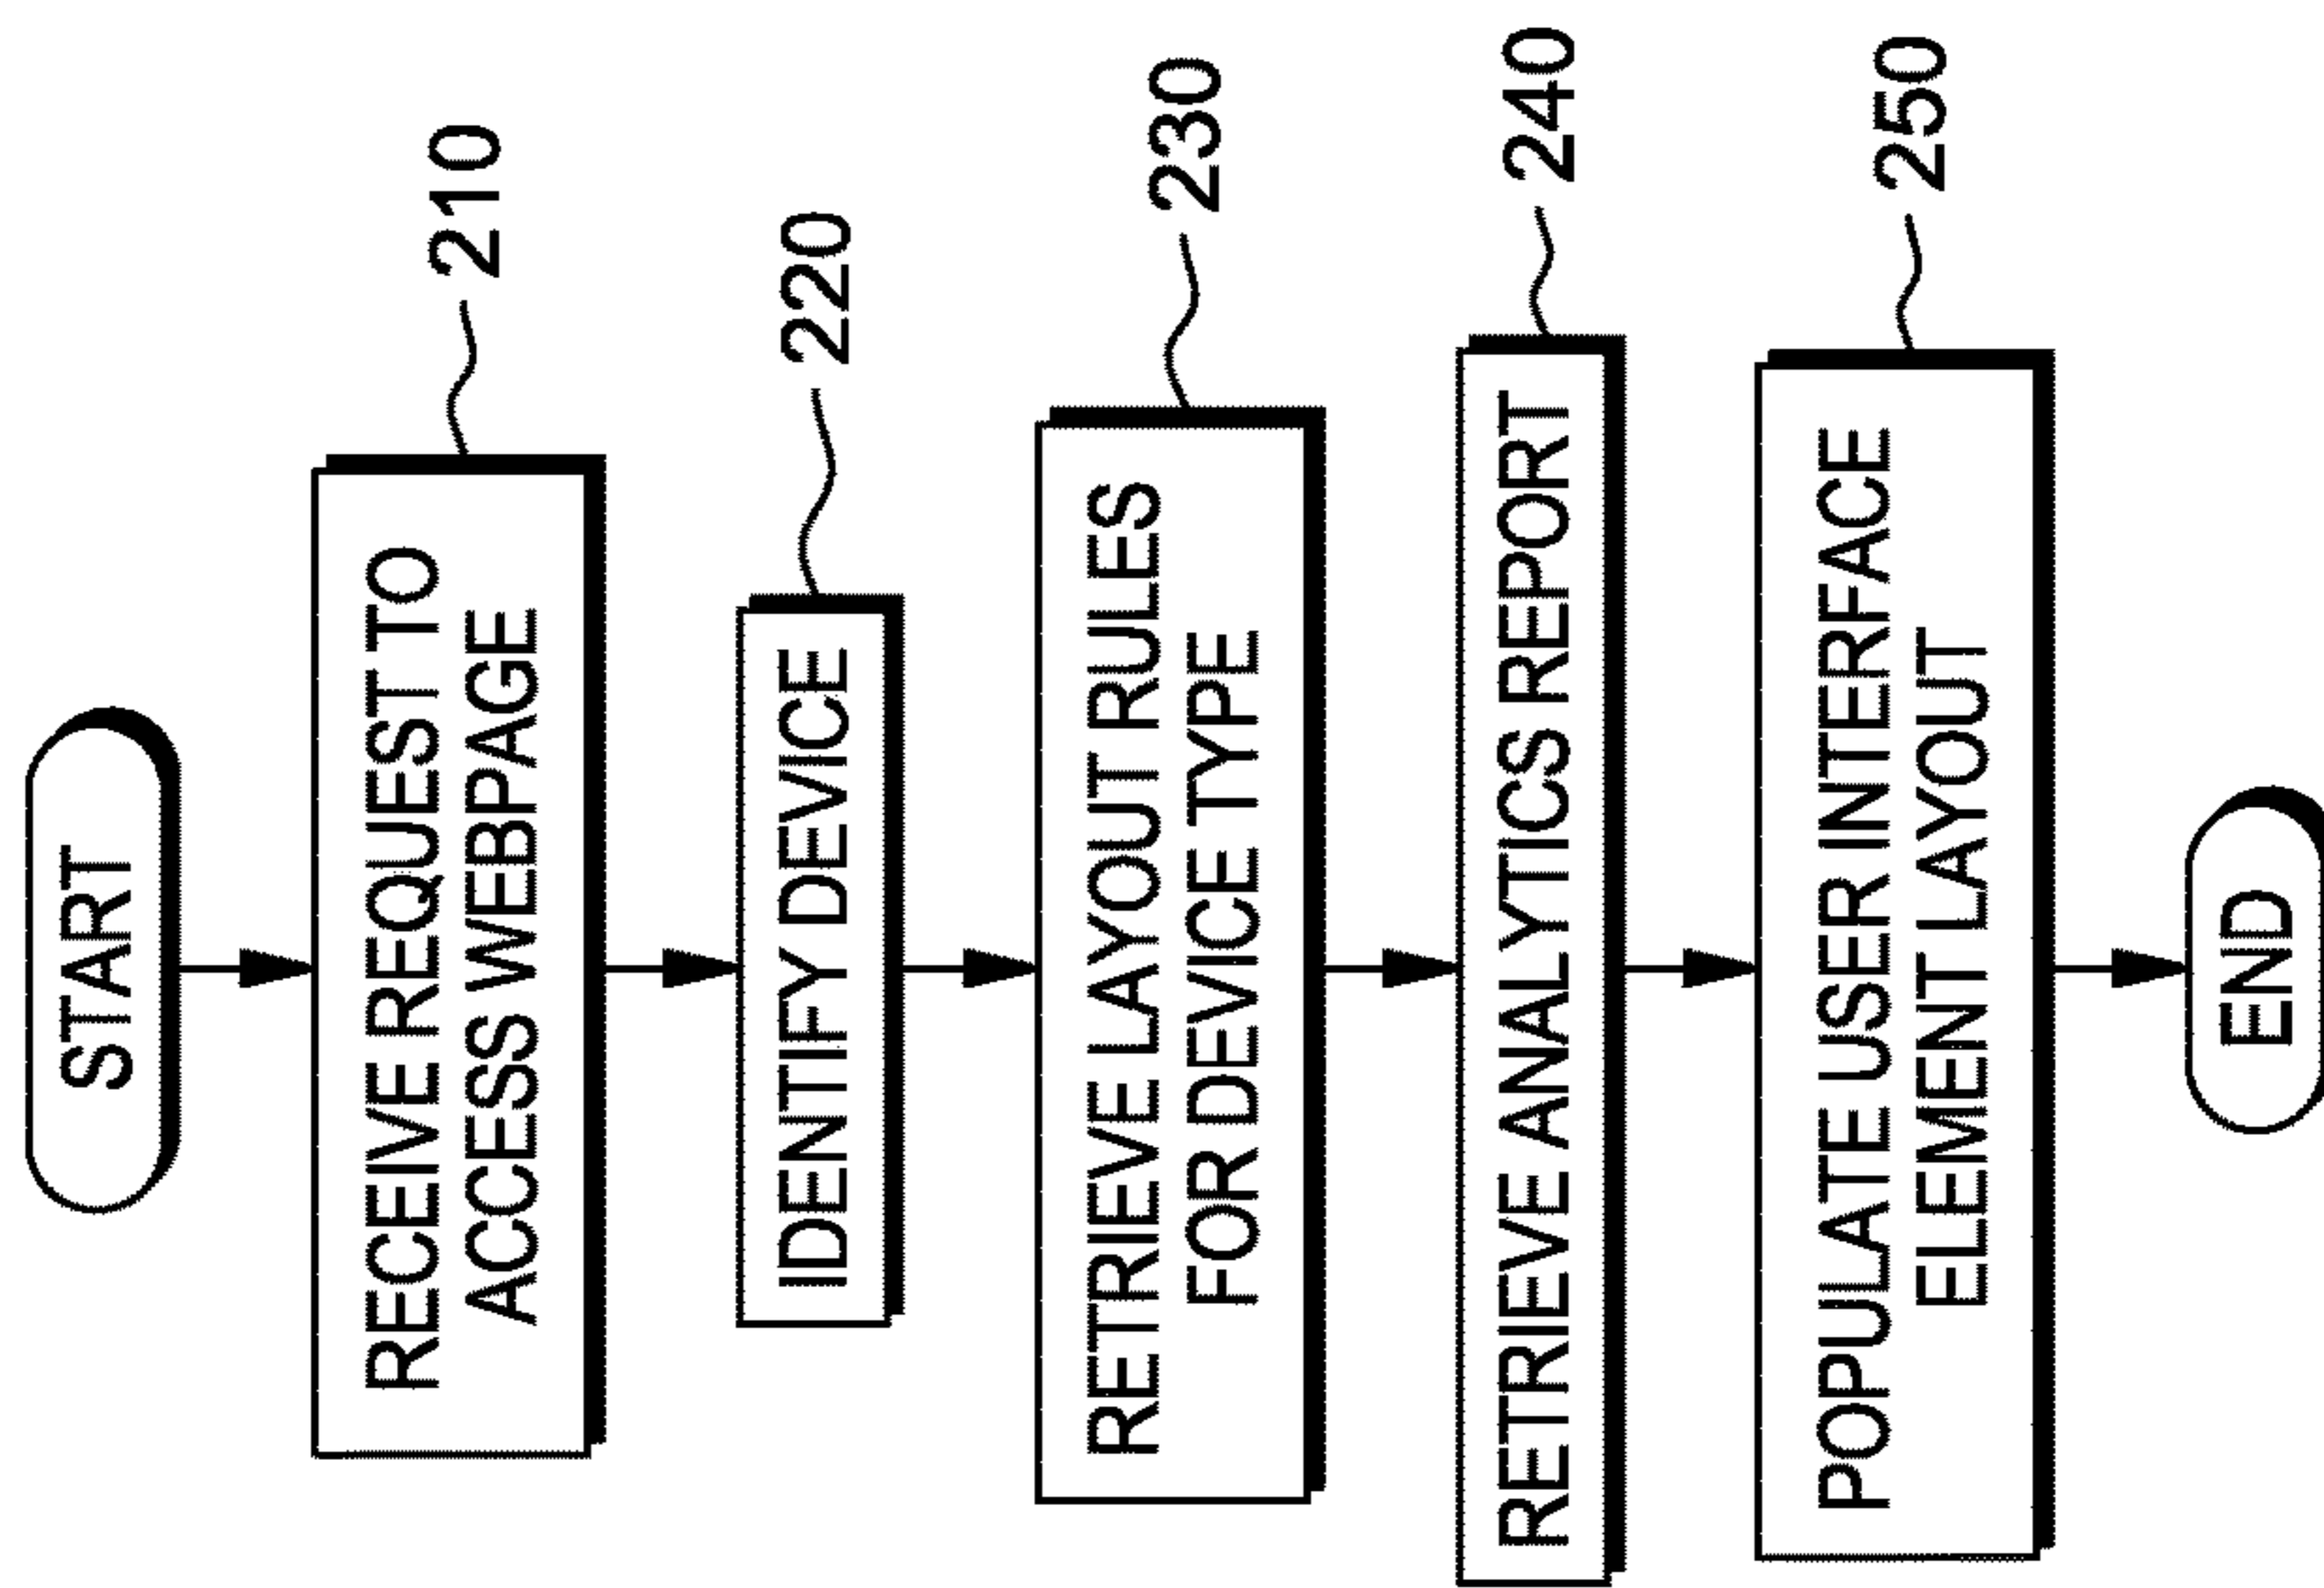 START
RECEIVE REQUEST TO
ACCESS WEBPAGE
210
IDENTIFY DEVICE
220
RETRIEVE LAYOUT RULES
FOR DEVICE TYPE
230
RETRIEVE ANALYTICS REPORT
240
POPULATE USER INTERFACE
ELEMENT LAYOUT
250
END